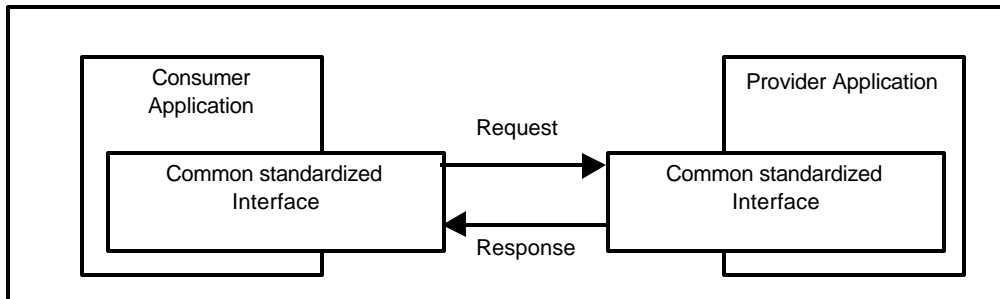 Consumer
Application
Provider Application
Request
Common standardized
Interface
Common standardized
Interface
Response